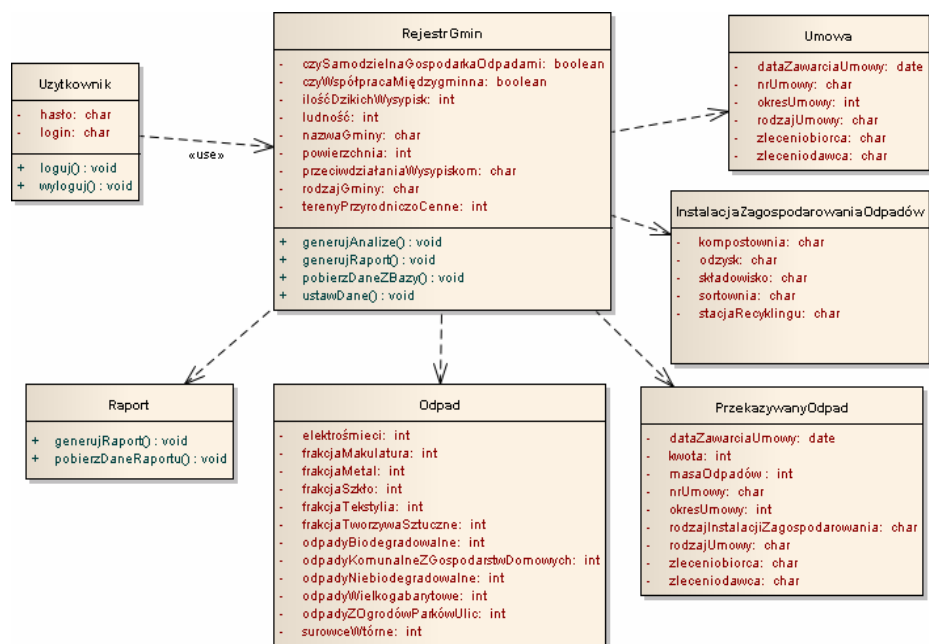 Uzytkownik
- hasło: char
- login: char
+ loguj() : void
+ wyloguj() : void
«use»
RejestrGmin
- czySamodzielnaGospodarkaOdpadami: boolean
- czyWspółpracaMiędzygminna: boolean
- ilośćDzikichWysypisk: int
- ludność: int
- nazwaGminy: char
- powierzchnia: int
- przeciwdziałaniaWysypiskom: char
- rodzajGminy: char
- terenyPrzyrodniczoCenne: int
+ generujAnalize() : void
+ generujRaport() : void
+ pobierzDaneZBazy() : void
+ ustawDane() : void
Umowa
- dataZawarciaUmowy: date
- nrUmowy: char
- okresUmowy: int
- rodzajUmowy: char
- zleceniobiorca: char
- zleceniodawca: char
InstalacjaZagospodarowaniaOdpadów
- kompostownia: char
- odzysk: char
- składowisko: char
- sortownia: char
- stacjaRecyklingu: char
Raport
+ generujRaport() : void
+ pobierzDaneRaportu() : void
Odpad
- elektrośmieci: int
- frakcjaMakulatura: int
- frakcjaMetal: int
- frakcjaSzkło: int
- frakcjaTekstylia: int
- frakcjaTworzywaSztuczne: int
- odpadyBiodegradowalne: int
- odpadyKomunalneZGospodarstwDomowych: int
- odpadyNiebiodegradowalne: int
- odpadyWielkogabarytowe: int
- odpadyZOgrodówParkówUlic: int
- surowceWtórne: int
PrzekazywanyOdpad
- dataZawarciaUmowy: date
- kwota: int
- masaOdpadów : int
- nrUmowy: char
- okresUmowy: int
- rodzajInstalacjiZagospodarowania: char
- rodzajUmowy: char
- zleceniobiorca: char
- zleceniodawca: char